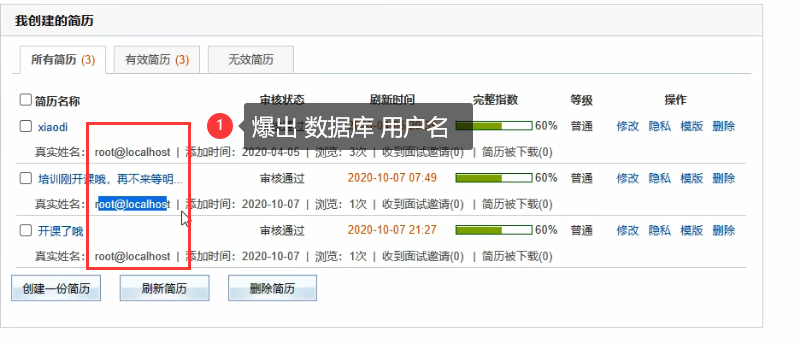 我创建的简历
所有简历 (3) 有效简历 (3) 无效简历
简历名称 审核状态 刷新时间 完整指数 等级 操作
1 爆出 数据库 用户名
xiaodi 60% 普通 修改 隐私 模版 删除
真实姓名: root@localhost | 添加时间: 2020-04-05 | 浏览: 3次 | 收到面试邀请(0) | 简历被下载(0)
培训刚开课哦，再不来等明... 审核通过 2020-10-07 07:49 60% 普通 修改 隐私 模版 删除
真实姓名: root@localhost | 添加时间: 2020-10-07 | 浏览: 1次 | 收到面试邀请(0) | 简历被下载(0)
开课了哦 审核通过 2020-10-07 21:27 60% 普通 修改 隐私 模版 删除
真实姓名: root@localhost | 添加时间: 2020-10-07 | 浏览: 1次 | 收到面试邀请(0) | 简历被下载(0)
创建一份简历 刷新简历 删除简历